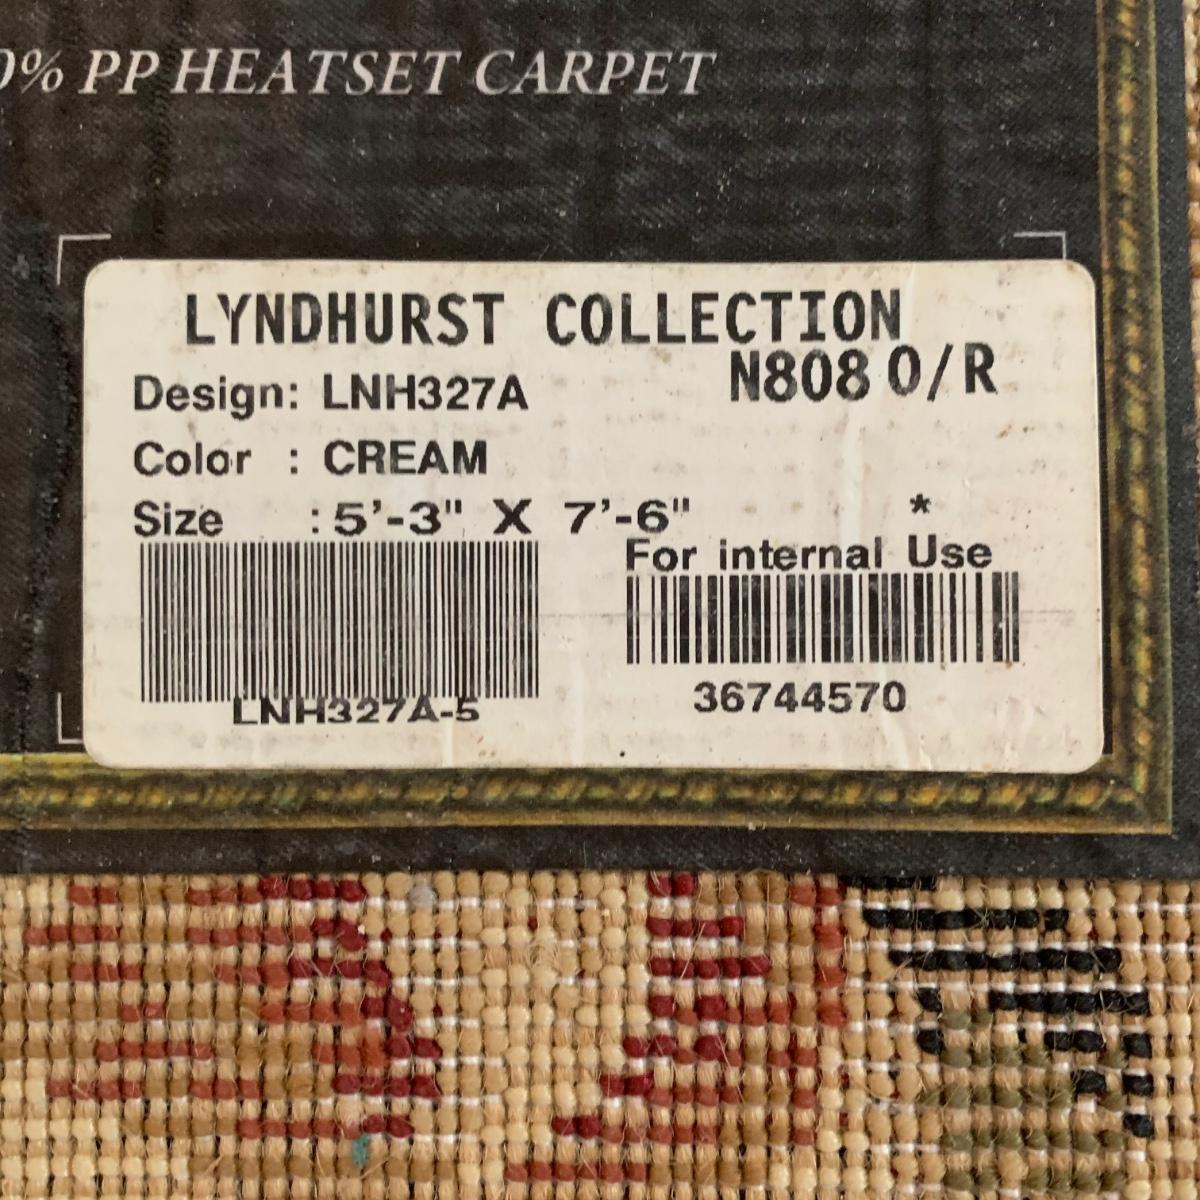 0% PP HEATSET CARPET
LYNDHURST COLLECTION
N808 O/R
Design: LNH327A
Color : CREAM
Size : 5'-3" X 7'-6"
*
For internal Use
LNH327A-5
36744570